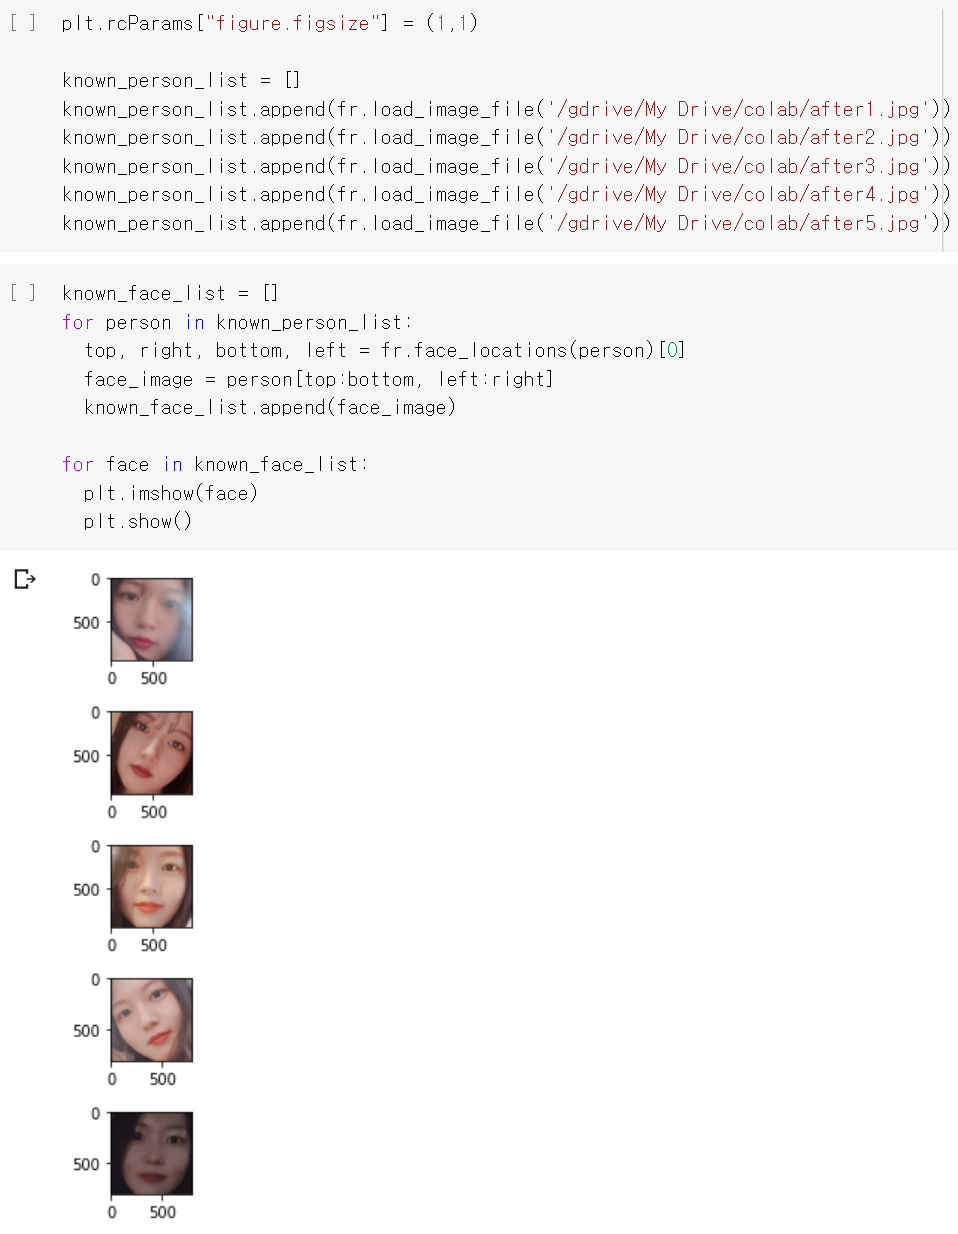 [ ] plt.rcParams["figure.figsize"] = (1,1)
known_person_list = []
known_person_list.append(fr.load_image_file('/gdrive/My Drive/colab/after1.jpg'))
known_person_list.append(fr.load_image_file('/gdrive/My Drive/colab/after2.jpg'))
known_person_list.append(fr.load_image_file('/gdrive/My Drive/colab/after3.jpg'))
known_person_list.append(fr.load_image_file('/gdrive/My Drive/colab/after4.jpg'))
known_person_list.append(fr.load_image_file('/gdrive/My Drive/colab/after5.jpg'))
[ ] known_face_list = []
for person in known_person_list:
top, right, bottom, left = fr.face_locations(person)[0]
face_image = person[top:bottom, left:right]
known_face_list.append(face_image)
for face in known_face_list:
plt.imshow(face)
plt.show()
0
500
0 500
0
500
0 500
0
500
0 500
0
500
0 500
0
500
0 500